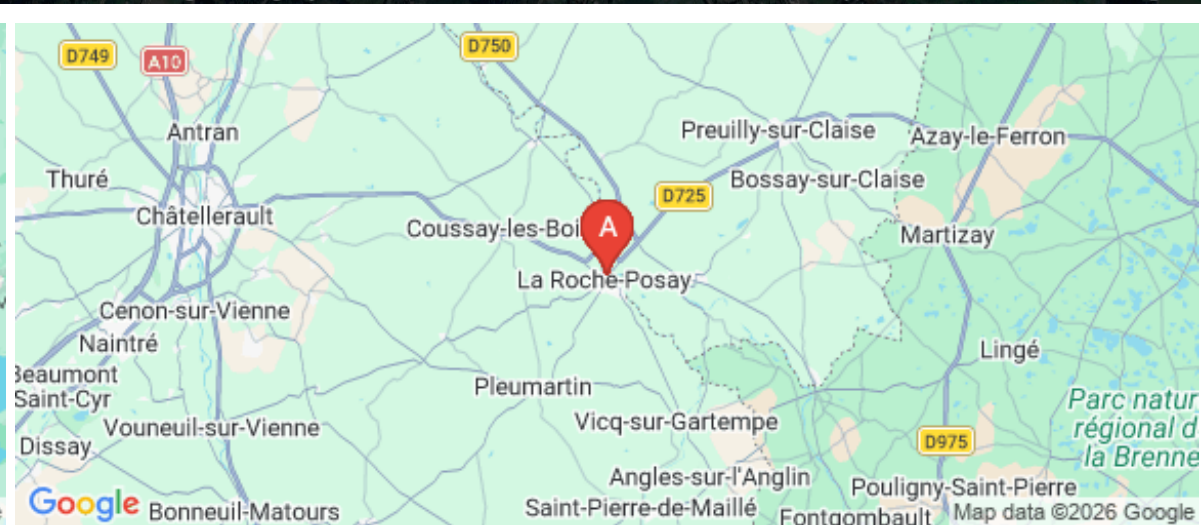 D749
A10
D750
Antran
Preuilly-sur-Claise
Azay-le-Ferron
Thuré
Bossay-sur-Claise
D725
Châtellerault
Coussay-les-Boi
A
Martizay
La Roche-Posay
Cenon-sur-Vienne
Naintré
Lingé
Beaumont
Saint-Cyr
Pleumartin
Parc natur
régional d
la Brenne
Vouneuil-sur-Vienne
Vicq-sur-Gartempe
Dissay
D975
Angles-sur-l'Anglin
Pouligny-Saint-Pierre
Google
Bonneuil-Matours
Saint-Pierre-de-Maillé
Fontgombault
Map data ©2026 Google